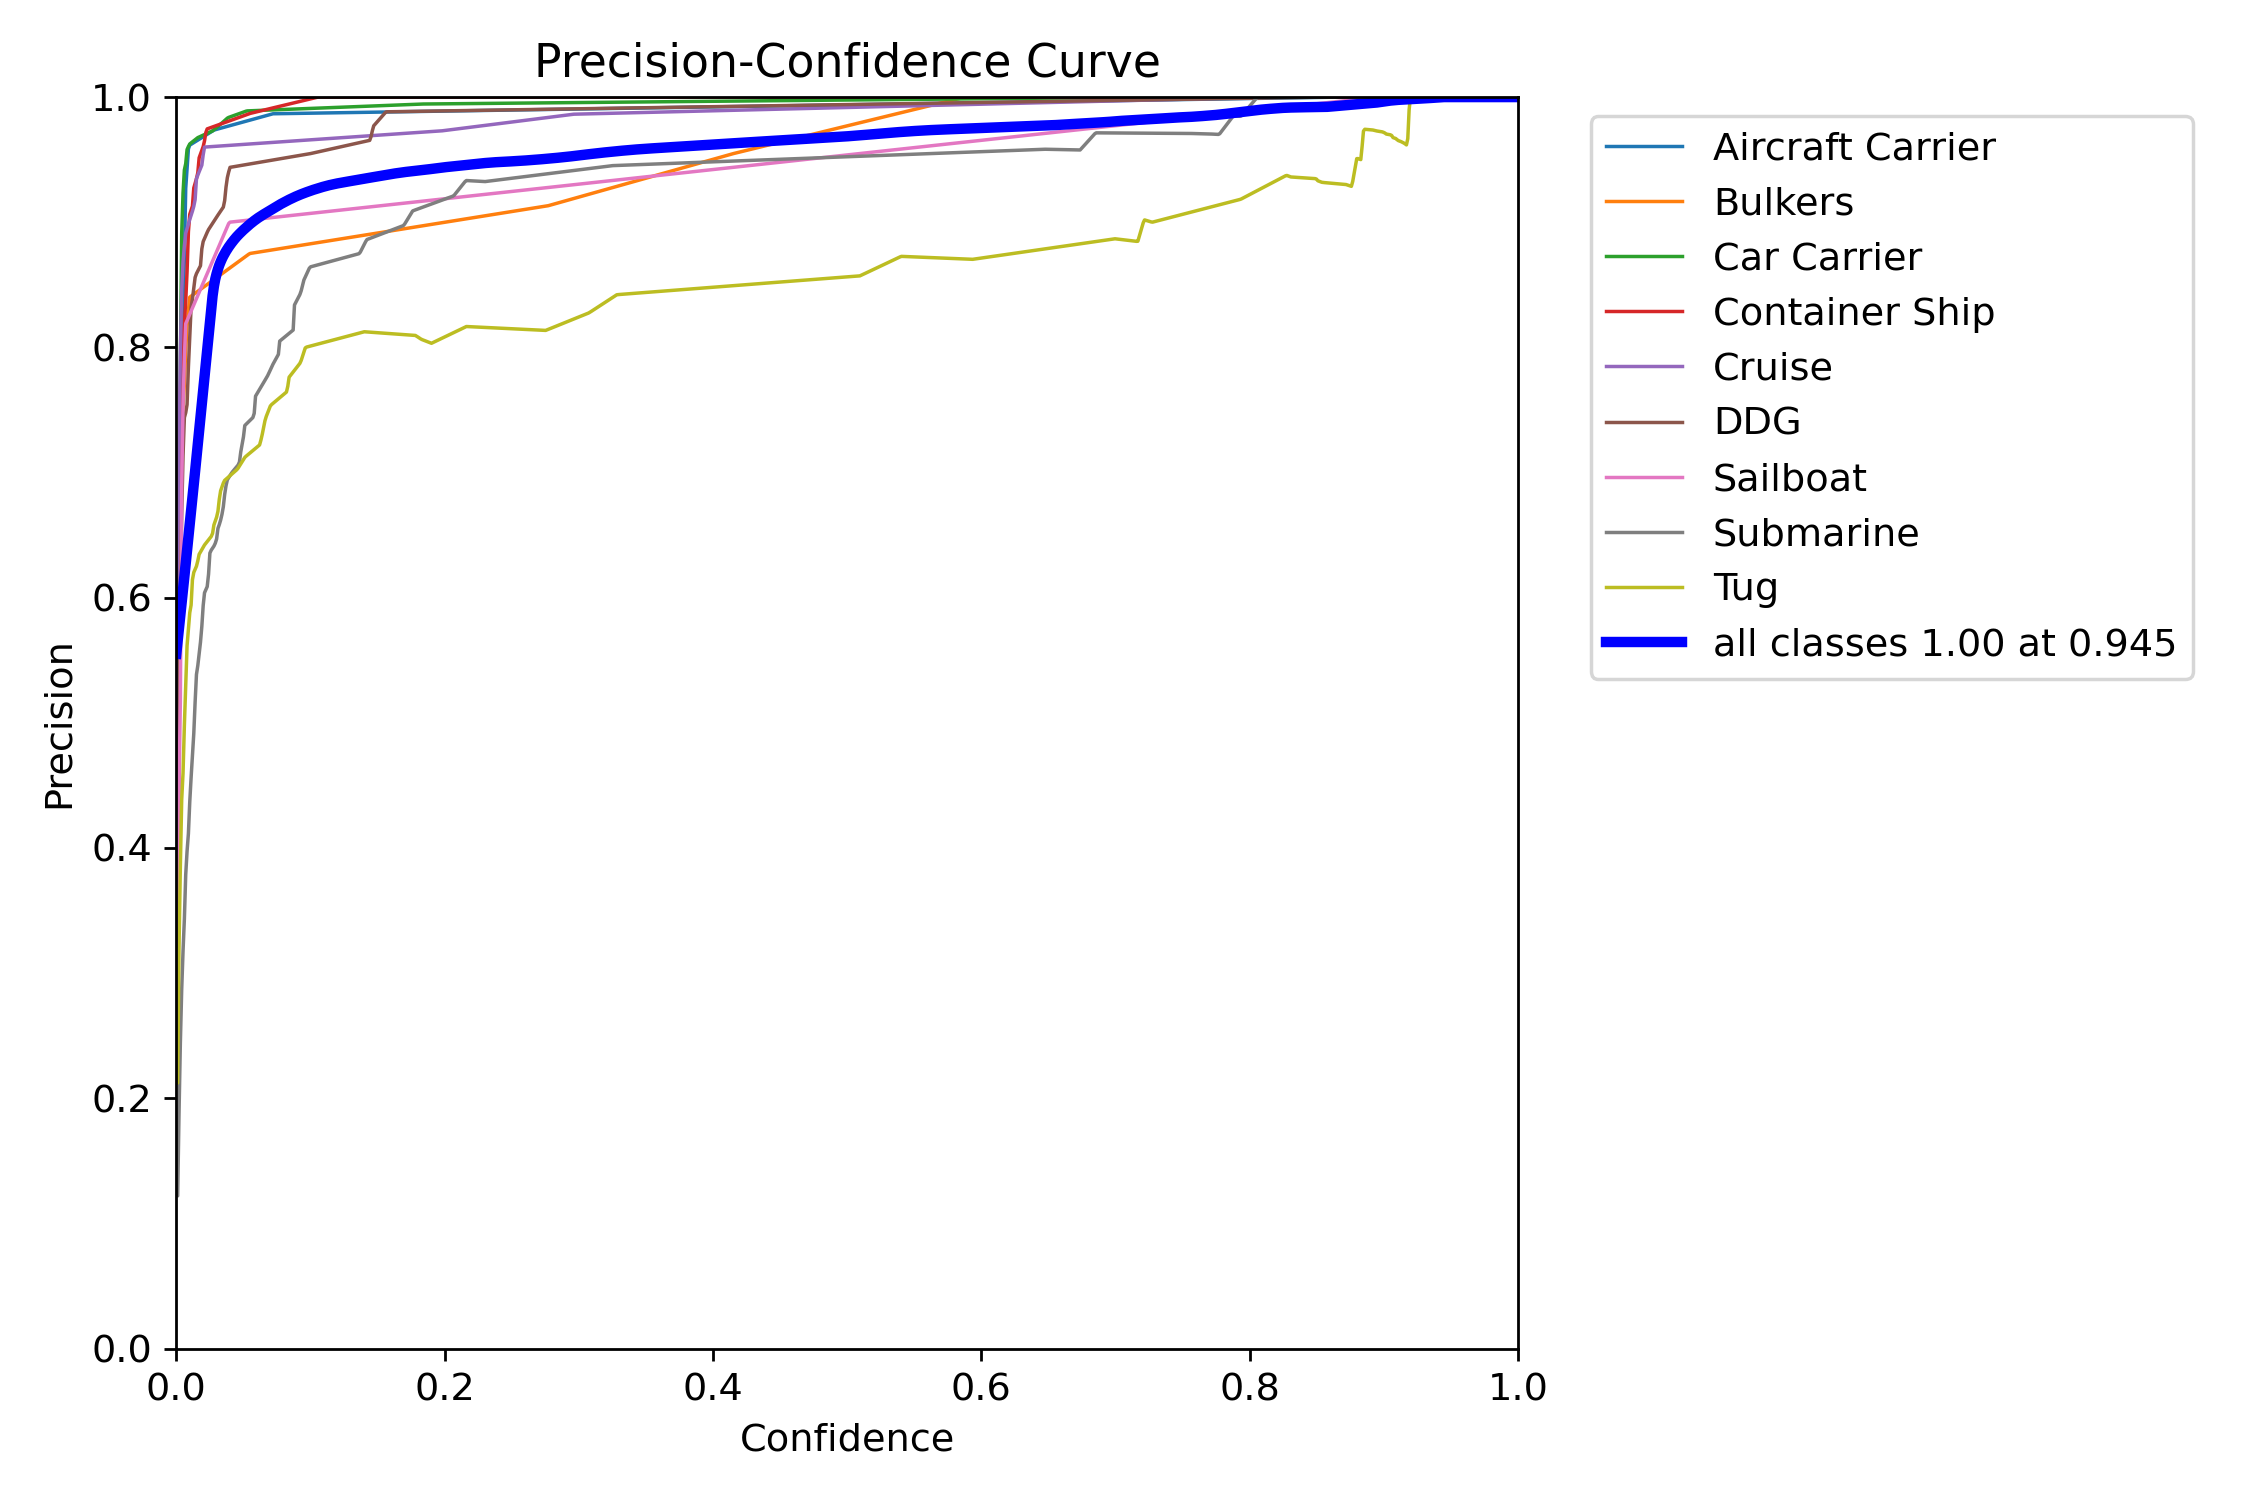 Precision-Confidence Curve
1.0
0.8
0.6
0.4
0.2
0.0
Precision
0.0 0.2 0.4 0.6 0.8 1.0
Confidence
Aircraft Carrier
Bulkers
Car Carrier
Container Ship
Cruise
DDG
Sailboat
Submarine
Tug
all classes 1.00 at 0.945